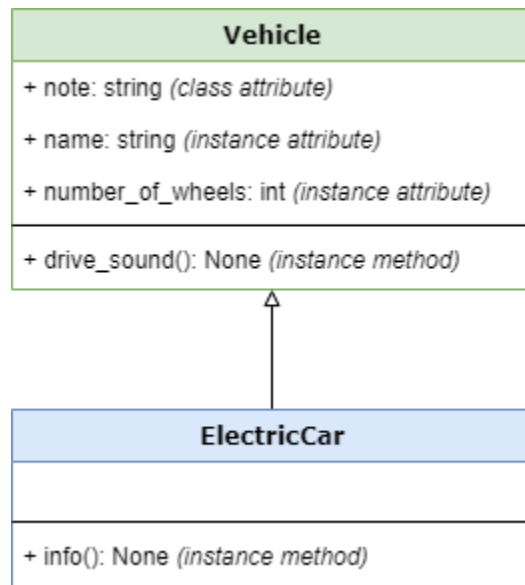 Vehicle
+ note: string (class attribute)
+ name: string (instance attribute)
+ number_of_wheels: int (instance attribute)
+ drive_sound(): None (instance method)
ElectricCar
+ info(): None (instance method)